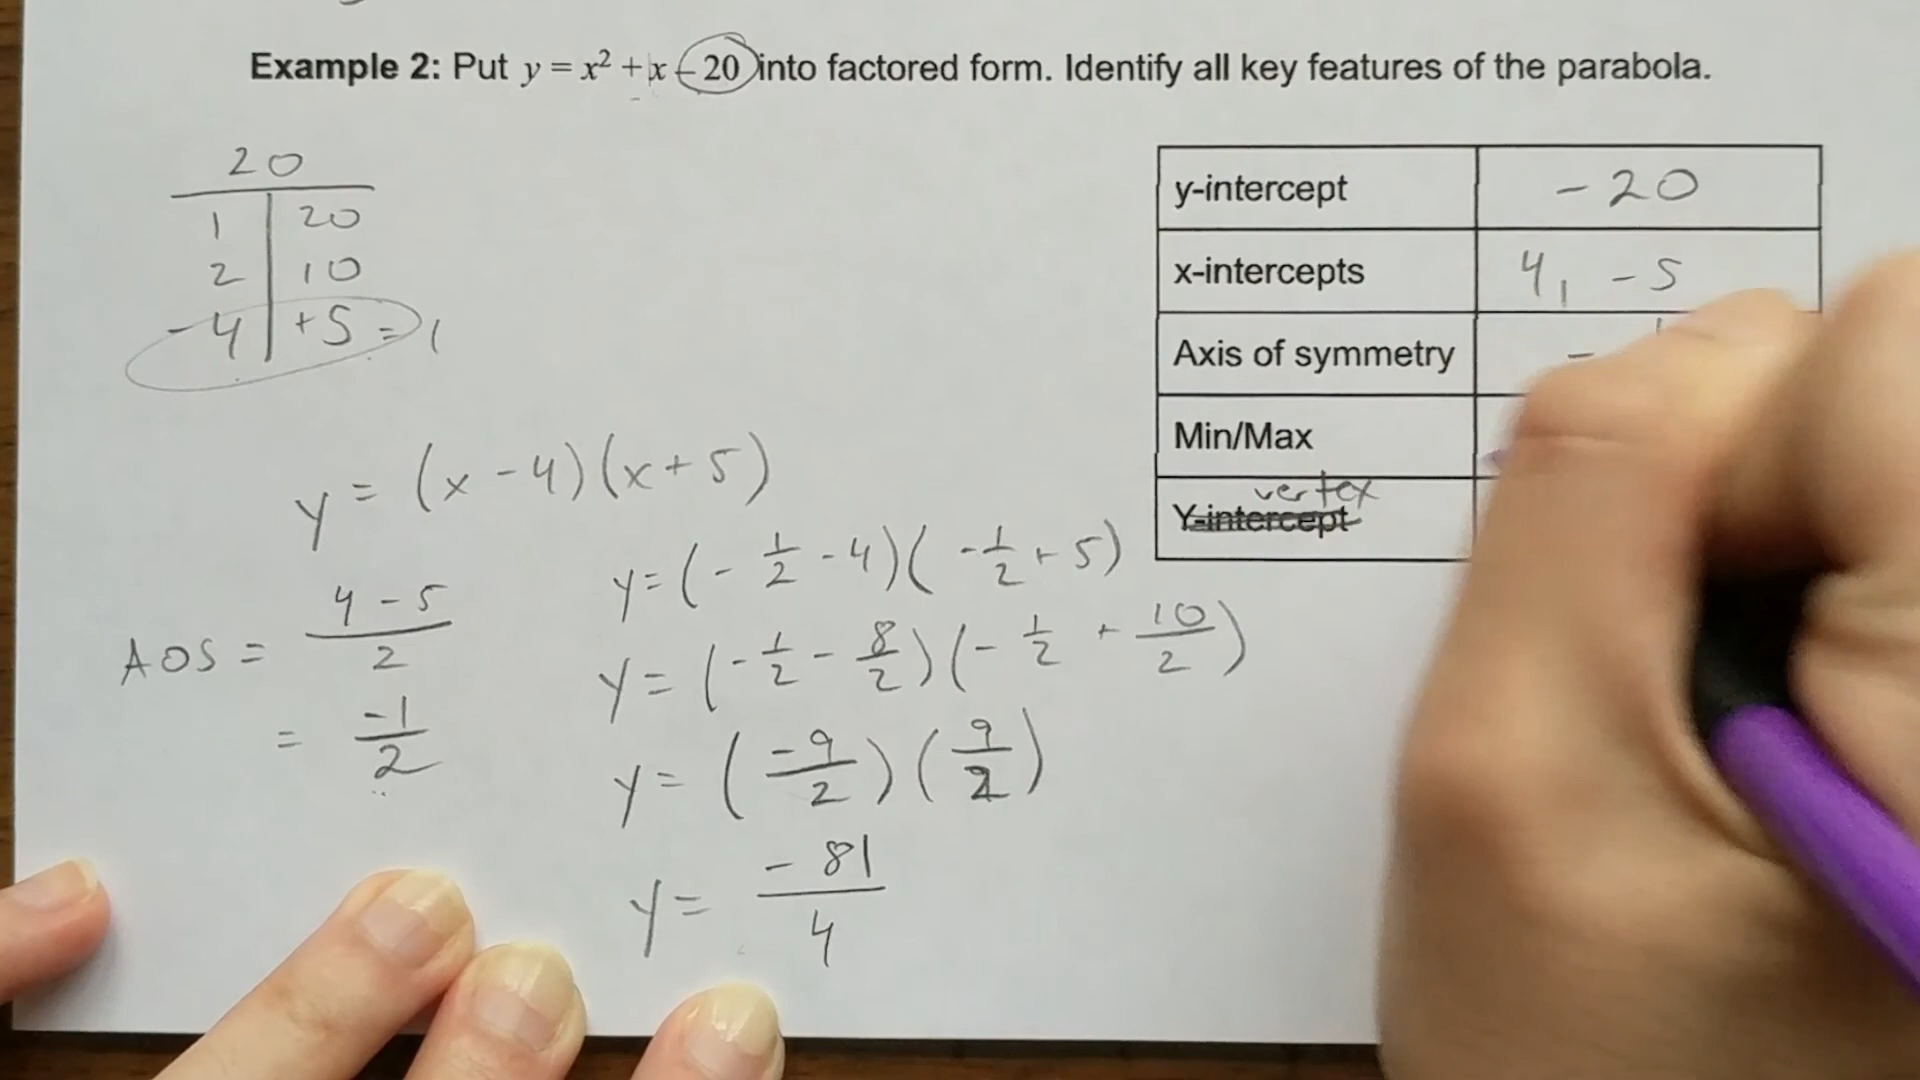 Example 2: Put y = x² + x - 20 into factored form. Identify all key features of the parabola.
20
1 | 20
2 | 10
-4 | +5 = 1
y-intercept -20
x-intercepts 4, -5
Axis of symmetry -
Min/Max
vertex
Y-intercept
y = (x - 4)(x + 5)
AOS = (4 - 5)/2
= -1/2
y = (- 1/2 - 4)(- 1/2 + 5)
y = (- 1/2 - 8/2)(- 1/2 + 10/2)
y = (-9/2)(9/2)
y = -81/4